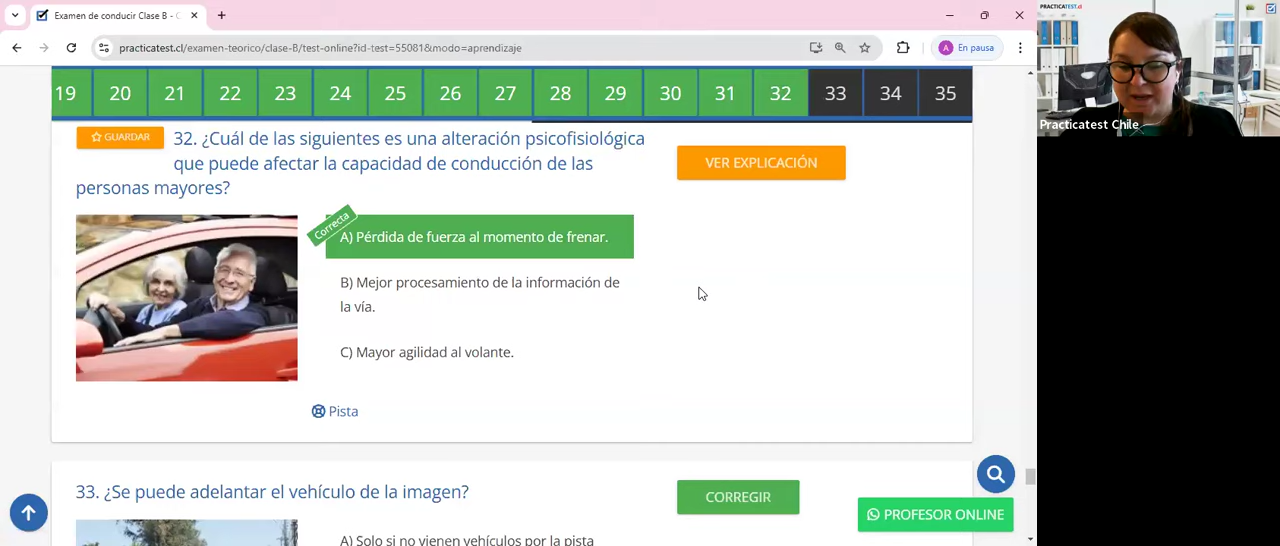 Examen de conducir Clase B - C
practicatest.cl/examen-teorico/clase-B/test-online?id-test=55081&modo=aprendizaje
A
En pausa
19 20 21 22 23 24 25 26 27 28 29 30 31 32 33 34 35
GUARDAR
32. ¿Cuál de las siguientes es una alteración psicofisiológica
que puede afectar la capacidad de conducción de las
personas mayores?
VER EXPLICACIÓN
Correcta
A) Pérdida de fuerza al momento de frenar.
B) Mejor procesamiento de la información de
la vía.
C) Mayor agilidad al volante.
Pista
33. ¿Se puede adelantar el vehículo de la imagen?
CORREGIR
PROFESOR ONLINE
A) Solo si no vienen vehículos por la pista
PRACTICATEST.cl
Practicatest Chile